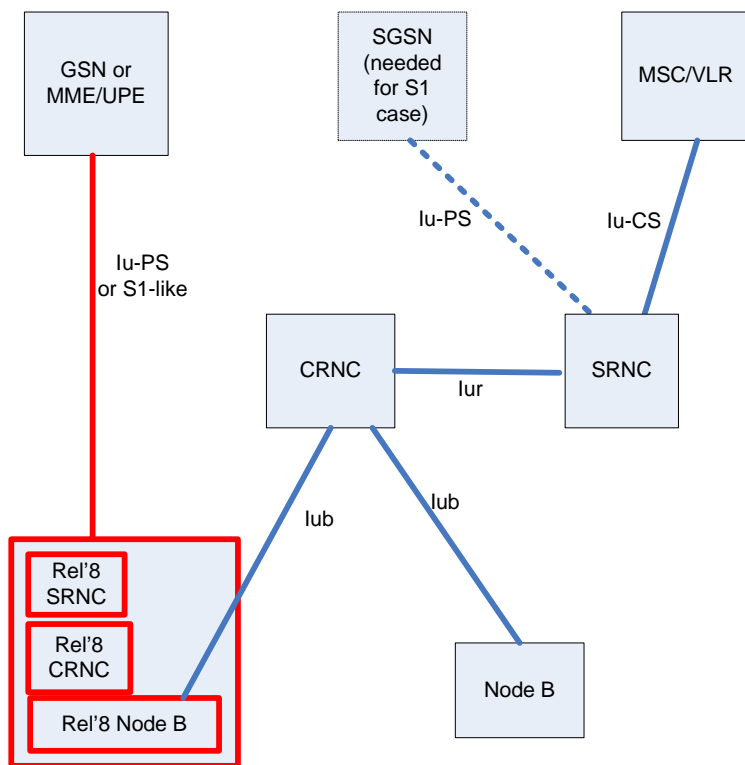 GSN or
MME/UPE
SGSN
(needed
for S1
case)
MSC/VLR
Iu-PS
or S1-like
Iu-PS
Iu-CS
CRNC
Iur
SRNC
Iub
Iub
Rel'8
SRNC
Rel'8
CRNC
Rel'8 Node B
Node B